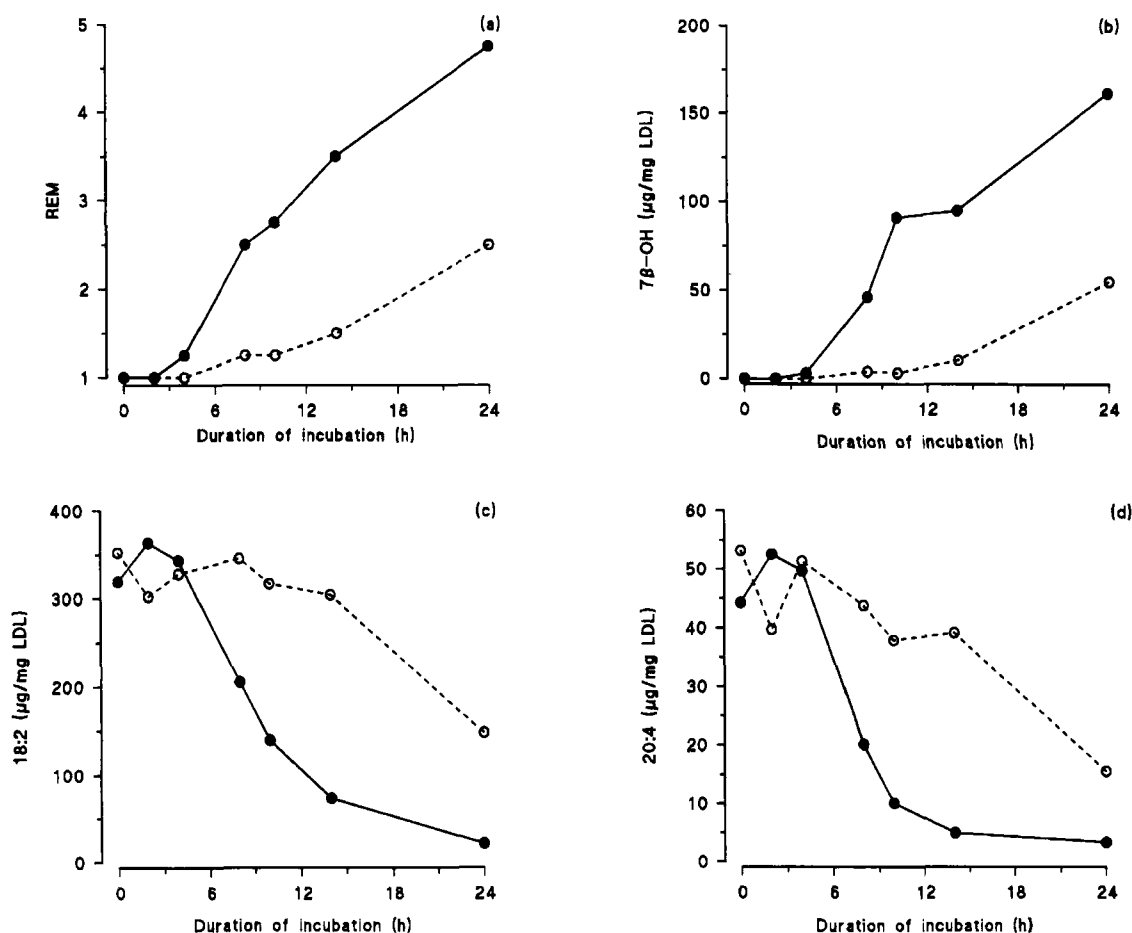 (a)
5
4
3
2
1
REM
0 6 12 18 24
Duration of incubation (h)
(b)
200
150
100
50
0
7β-OH (μg/mg LDL)
0 6 12 18 24
Duration of incubation (h)
(c)
400
300
200
100
0
18:2 (μg/mg LDL)
0 6 12 18 24
Duration of incubation (h)
(d)
60
50
40
30
20
10
0
20:4 (μg/mg LDL)
0 6 12 18 24
Duration of incubation (h)